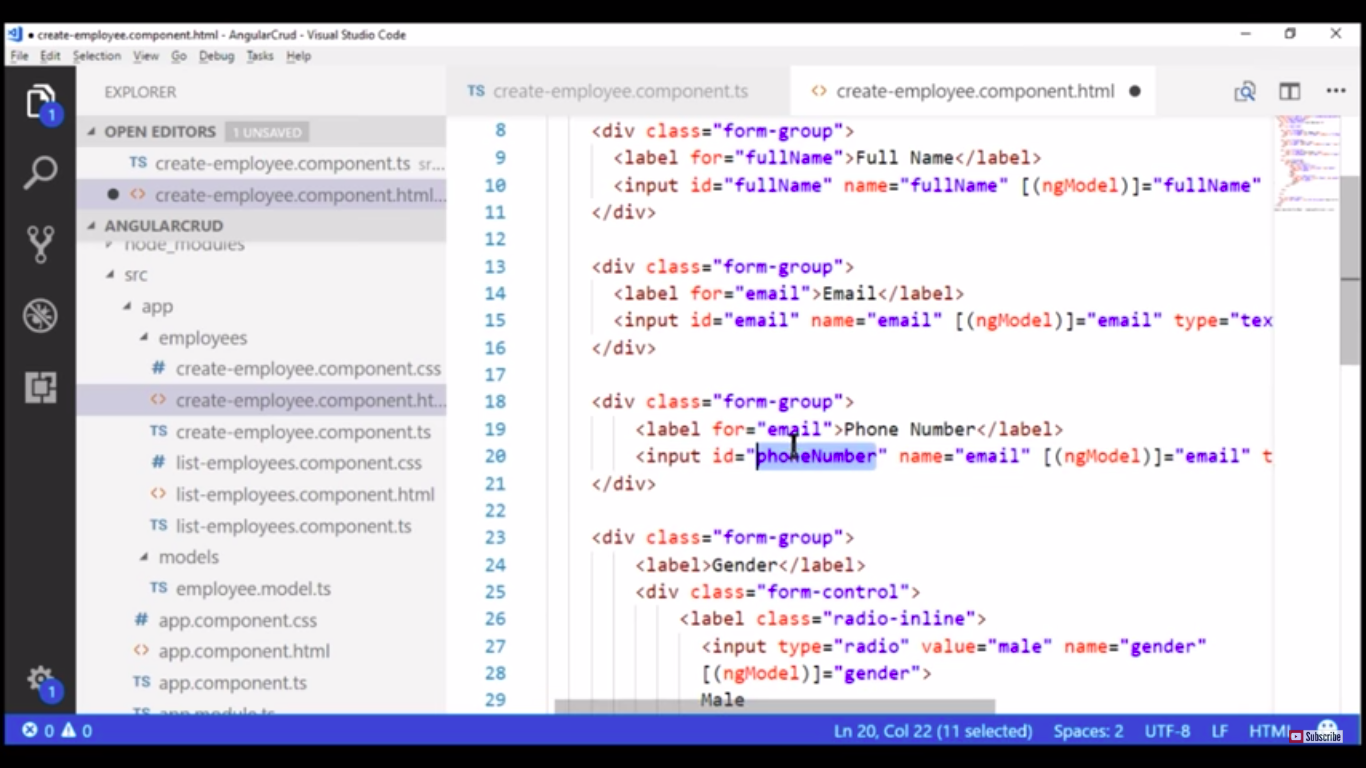 create-employee.component.html - AngularCrud - Visual Studio Code
File Edit Selection View Go Debug Tasks Help
EXPLORER
OPEN EDITORS 1 UNSAVED
TS create-employee.component.ts sr...
<> create-employee.component.html...
ANGULARCRUD
node_modules
src
app
employees
# create-employee.component.css
<> create-employee.component.ht...
TS create-employee.component.ts
# list-employees.component.css
<> list-employees.component.html
TS list-employees.component.ts
models
TS employee.model.ts
# app.component.css
<> app.component.html
TS app.component.ts
TS app.module.ts
1
1
TS create-employee.component.ts
<> create-employee.component.html
8 <div class="form-group">
9 <label for="fullName">Full Name</label>
10 <input id="fullName" name="fullName" [(ngModel)]="fullName"
11 </div>
12
13 <div class="form-group">
14 <label for="email">Email</label>
15 <input id="email" name="email" [(ngModel)]="email" type="tex
16 </div>
17
18 <div class="form-group">
19 <label for="email">Phone Number</label>
20 <input id="phoneNumber" name="email" [(ngModel)]="email" t
21 </div>
22
23 <div class="form-group">
24 <label>Gender</label>
25 <div class="form-control">
26 <label class="radio-inline">
27 <input type="radio" value="male" name="gender"
28 [(ngModel)]="gender">
29 Male
0 0 Ln 20, Col 22 (11 selected) Spaces: 2 UTF-8 LF HTML
Subscribe